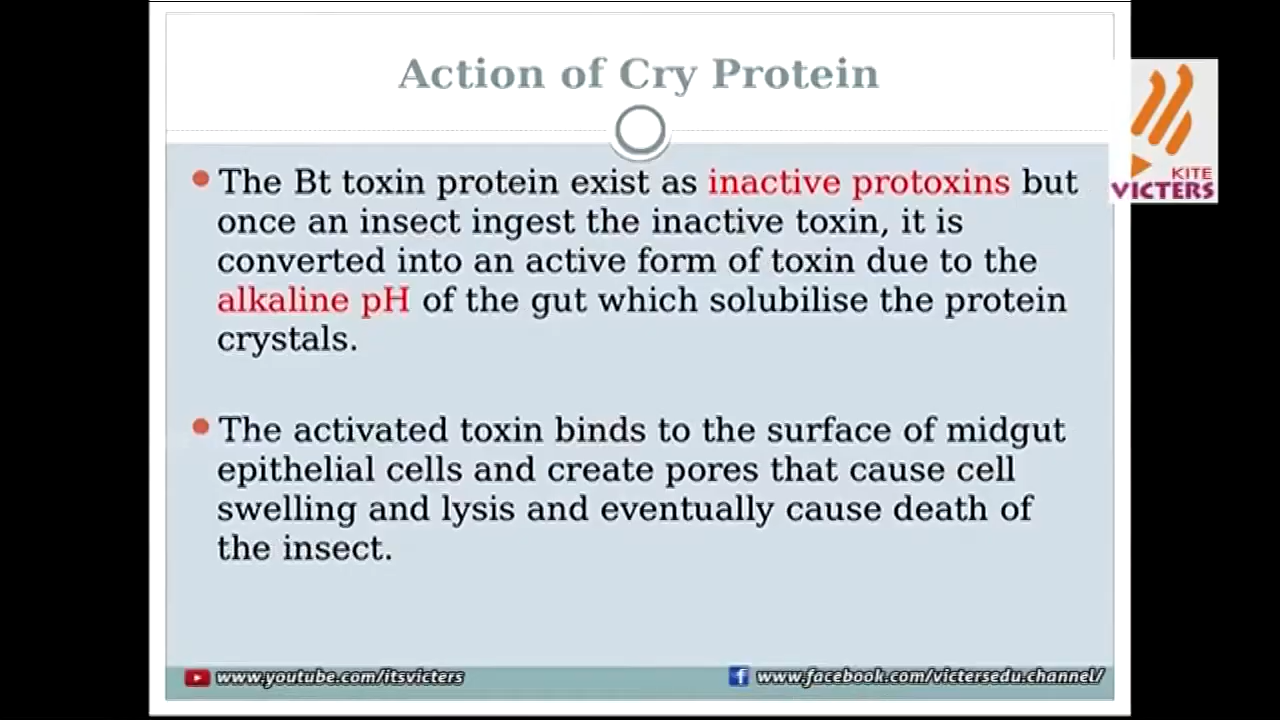 Action of Cry Protein
KITE
VICTERS
The Bt toxin protein exist as inactive protoxins but
once an insect ingest the inactive toxin, it is
converted into an active form of toxin due to the
alkaline pH of the gut which solubilise the protein
crystals.
The activated toxin binds to the surface of midgut
epithelial cells and create pores that cause cell
swelling and lysis and eventually cause death of
the insect.
www.youtube.com/itsvicters
www.facebook.com/victersedu.channel/